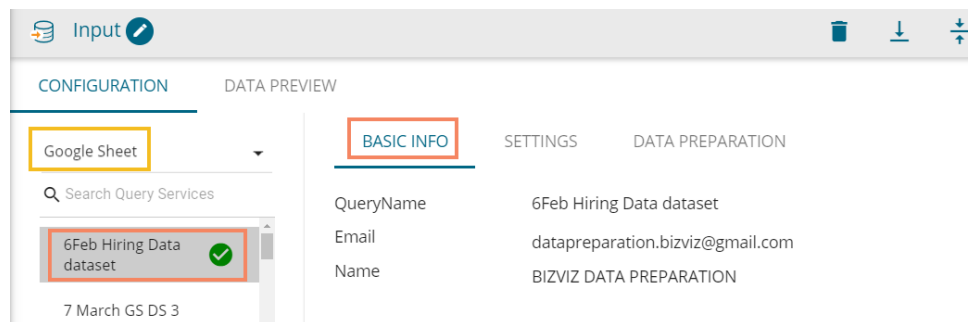 Input
CONFIGURATION DATA PREVIEW
Google Sheet
Search Query Services
6Feb Hiring Data
dataset
7 March GS DS 3
BASIC INFO SETTINGS DATA PREPARATION
QueryName 6Feb Hiring Data dataset
Email datapreparation.bizviz@gmail.com
Name BIZVIZ DATA PREPARATION